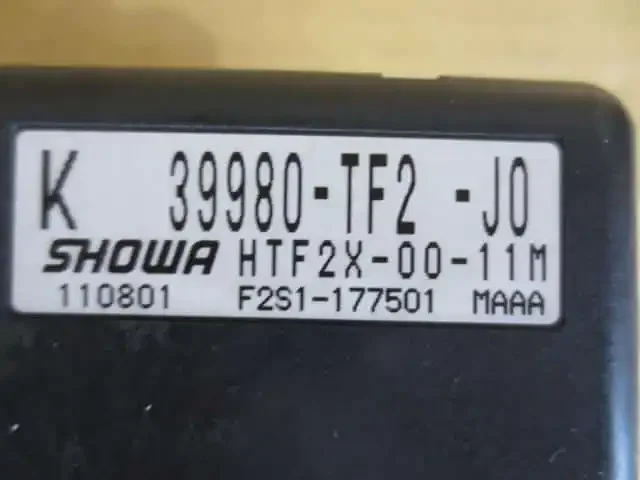 K 39980-TF2 -J0
SHOWA HTF2X-00-11M
110801 F2S1-177501 MAAA